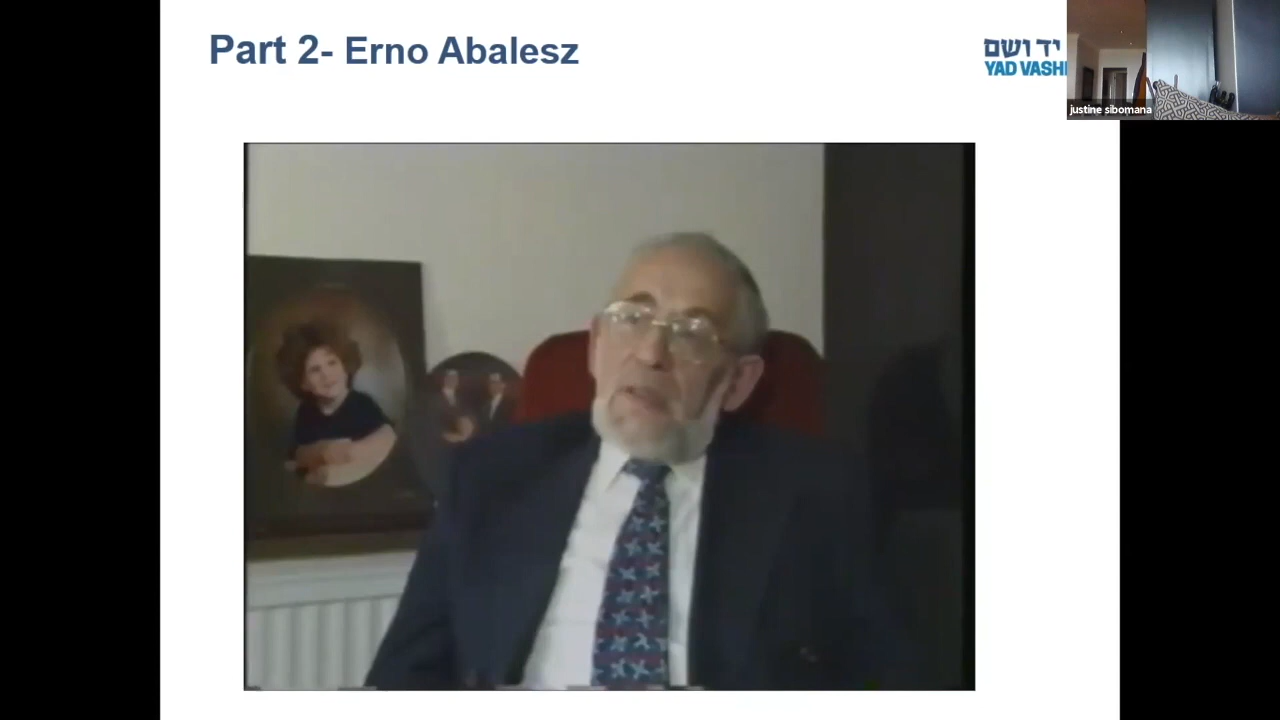 Part 2- Erno Abalesz
יד ושם
YAD VASH
justine sibomana